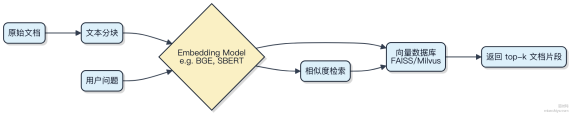 原始文档
文本分块
用户问题
Embedding Model
e.g. BGE, SBERT
相似度检索
向量数据库
FAISS/Milvus
返回 top-k 文档片段